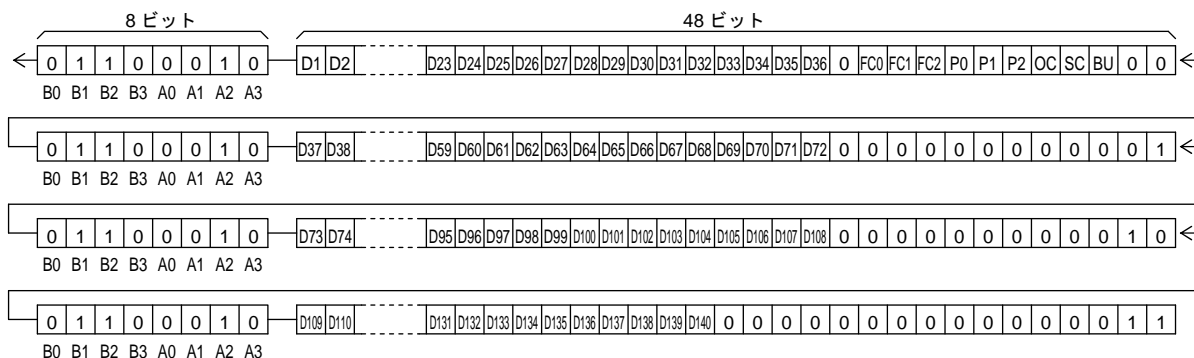 8 ビット 48 ビット
0 1 1 0 0 0 1 0 D1 D2 D23 D24 D25 D26 D27 D28 D29 D30 D31 D32 D33 D34 D35 D36 0 FC0 FC1 FC2 P0 P1 P2 OC SC BU 0 0
B0 B1 B2 B3 A0 A1 A2 A3
0 1 1 0 0 0 1 0 D37 D38 D59 D60 D61 D62 D63 D64 D65 D66 D67 D68 D69 D70 D71 D72 0 0 0 0 0 0 0 0 0 0 0 1
B0 B1 B2 B3 A0 A1 A2 A3
0 1 1 0 0 0 1 0 D73 D74 D95 D96 D97 D98 D99 D100 D101 D102 D103 D104 D105 D106 D107 D108 0 0 0 0 0 0 0 0 0 0 1 0
B0 B1 B2 B3 A0 A1 A2 A3
0 1 1 0 0 0 1 0 D109 D110 D131 D132 D133 D134 D135 D136 D137 D138 D139 D140 0 0 0 0 0 0 0 0 0 0 0 0 0 0 1 1
B0 B1 B2 B3 A0 A1 A2 A3